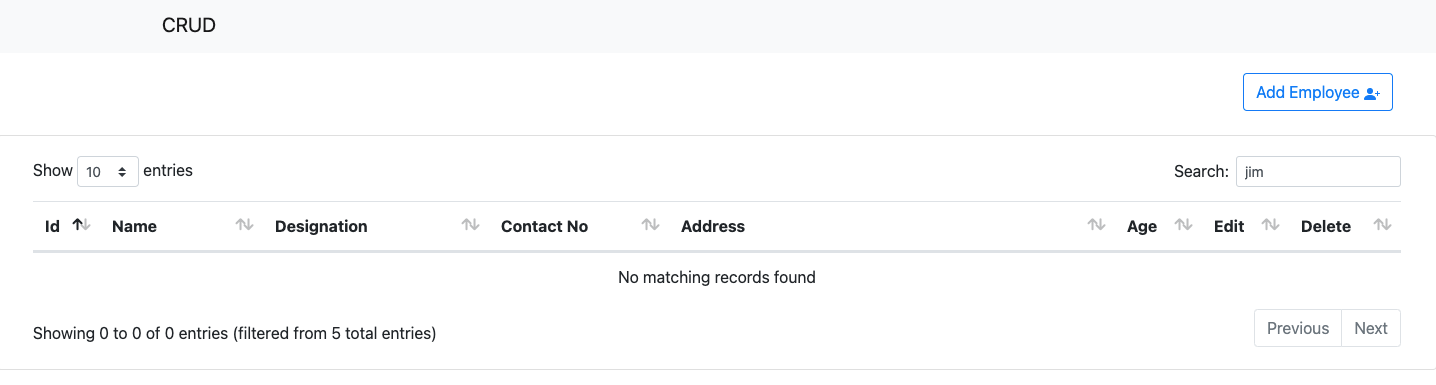 CRUD
Add Employee
Show 10 entries
Search: jim
Id Name Designation Contact No Address Age Edit Delete
No matching records found
Showing 0 to 0 of 0 entries (filtered from 5 total entries)
Previous Next